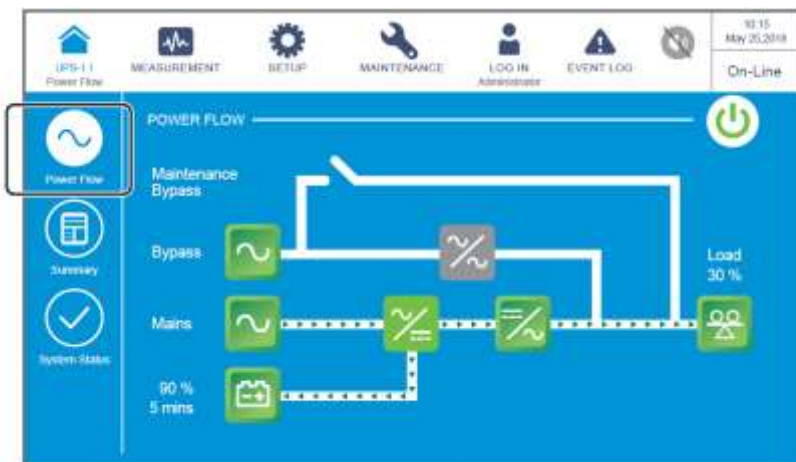 10:15
May 25,2018
UPS-1 1
Power Flow
MEASUREMENT
SETUP
MAINTENANCE
LOG IN
Administrator
EVENT LOG
On-Line
POWER FLOW
Power Flow
Maintenance
Bypass
Bypass
Load
30 %
Summary
Mains
System Status
90 %
5 mins